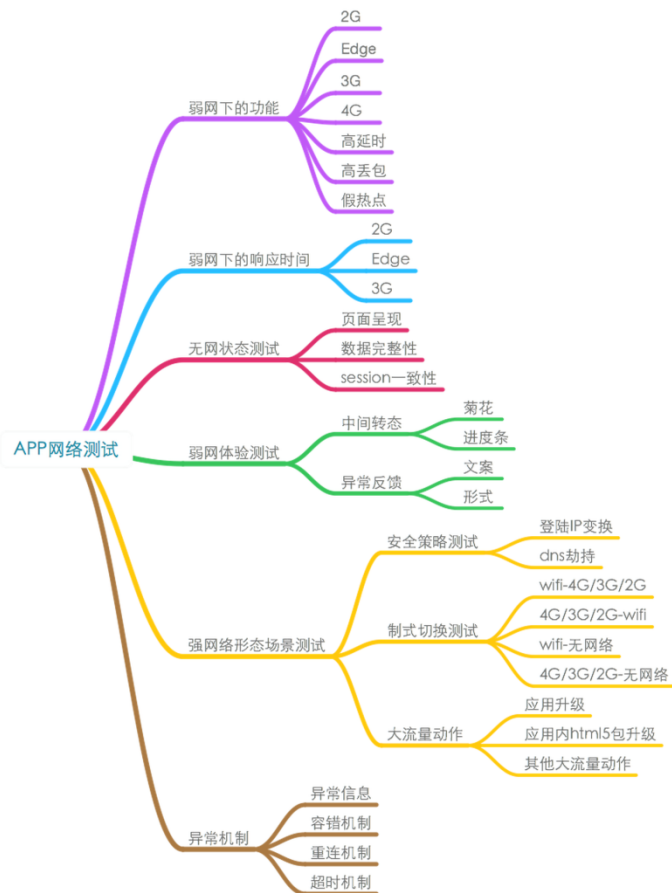 APP网络测试
弱网下的功能
2G
Edge
3G
4G
高延时
高丢包
假热点
弱网下的响应时间
2G
Edge
3G
无网状态测试
页面呈现
数据完整性
session一致性
弱网体验测试
中间转态
菊花
进度条
异常反馈
文案
形式
强网络形态场景测试
安全策略测试
登陆IP变换
dns劫持
制式切换测试
wifi-4G/3G/2G
4G/3G/2G-wifi
wifi-无网络
4G/3G/2G-无网络
大流量动作
应用升级
应用内html5包升级
其他大流量动作
异常机制
异常信息
容错机制
重连机制
超时机制